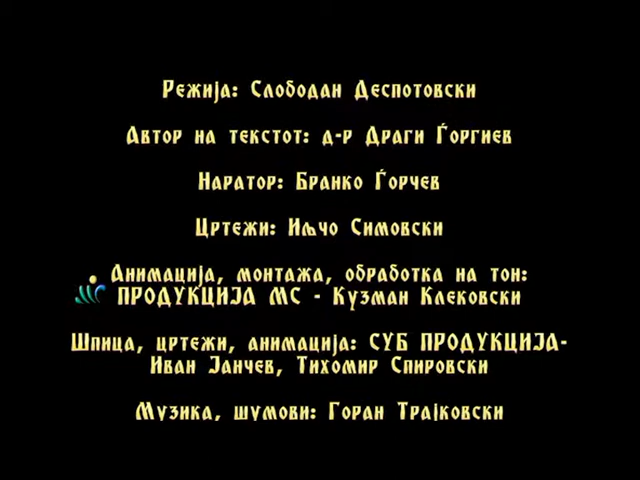 Режија: Слободан Деспотовски
Автор на текстот: д-р Драги Ѓоргиев
Наратор: Бранко Ѓорчев
Цртежи: Иљчо Симовски
Анимација, монтажа, обработка на тон:
ПРОДУКЦИЈА МС - Кузман Клековски
Шпица, цртежи, анимација: СУБ ПРОДУКЦИЈА-
Иван Јанчев, Тихомир Спировски
Музика, шумови: Горан Трајковски